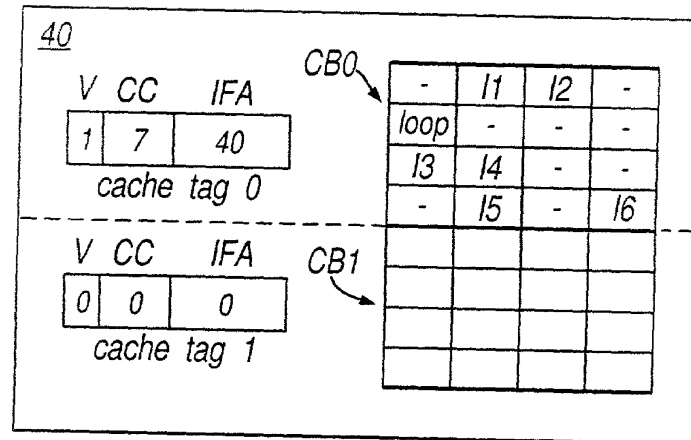 40
V CC IFA
1 7 40
cache tag 0
CB0
- I1 I2 -
loop - - -
I3 I4 - -
- I5 - I6
V CC IFA
0 0 0
cache tag 1
CB1